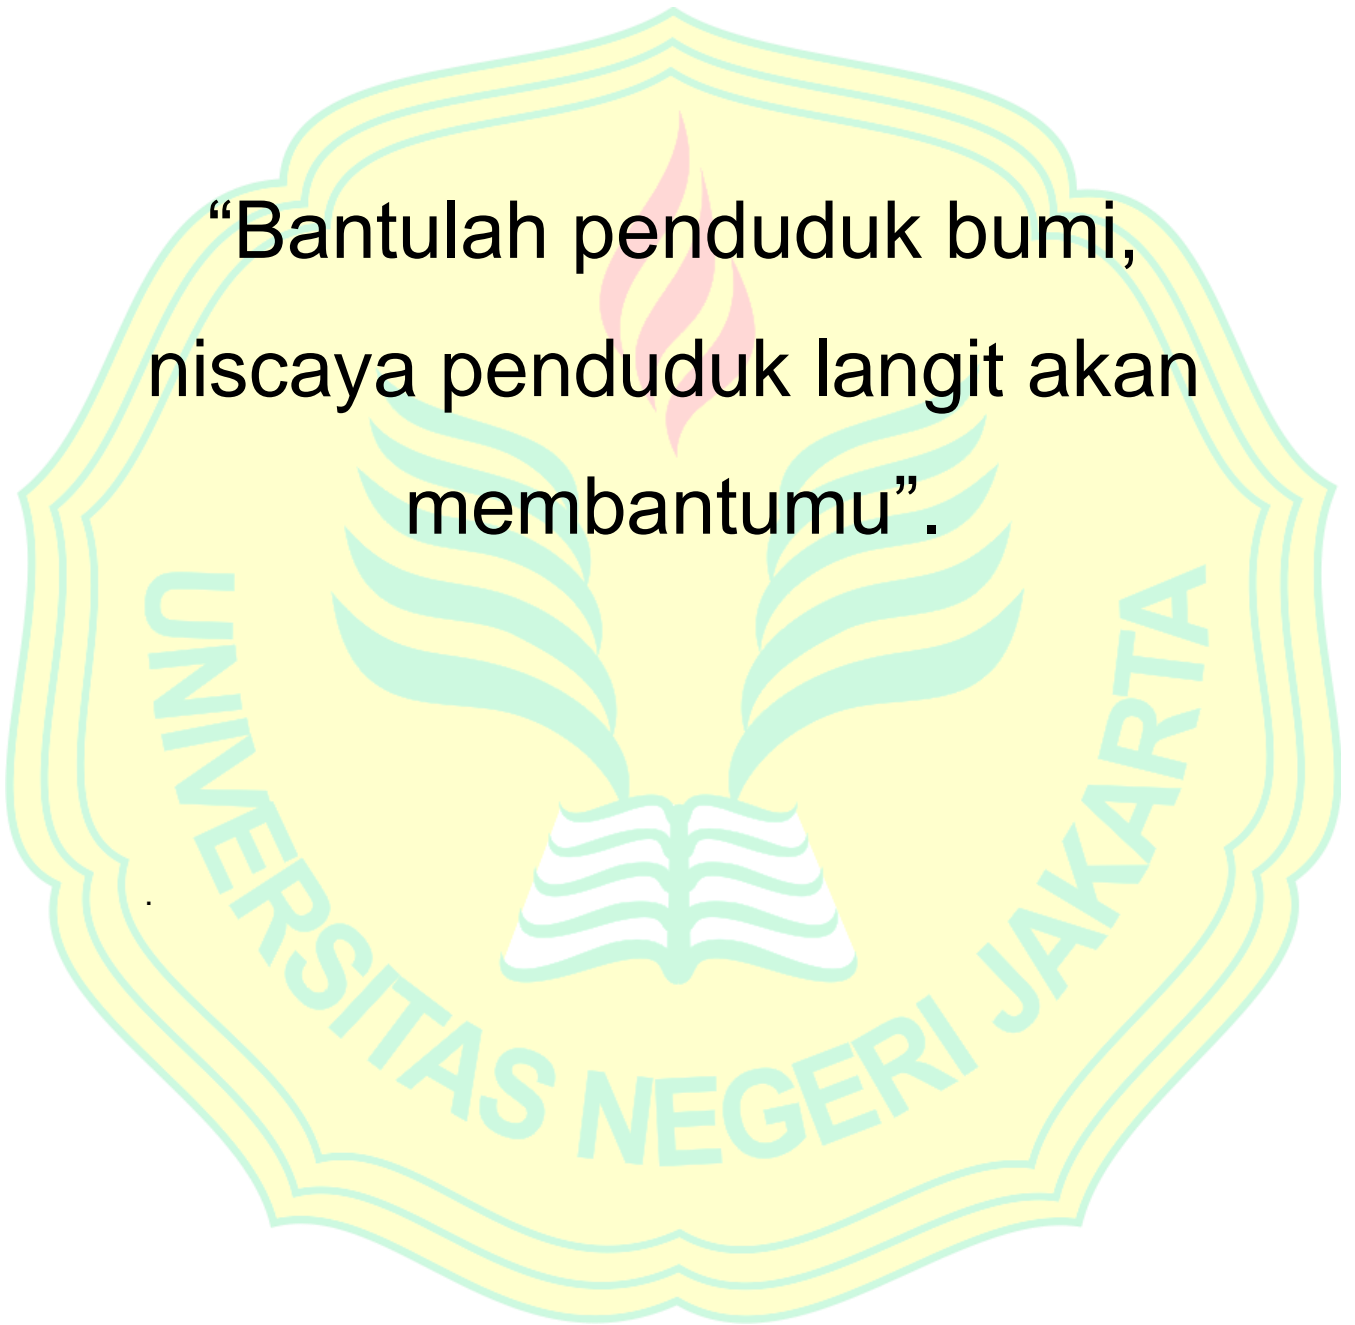 “Bantulah penduduk bumi,
niscaya penduduk langit akan
membantumu”.
.
UNIVERSITAS NEGERI JAKARTA